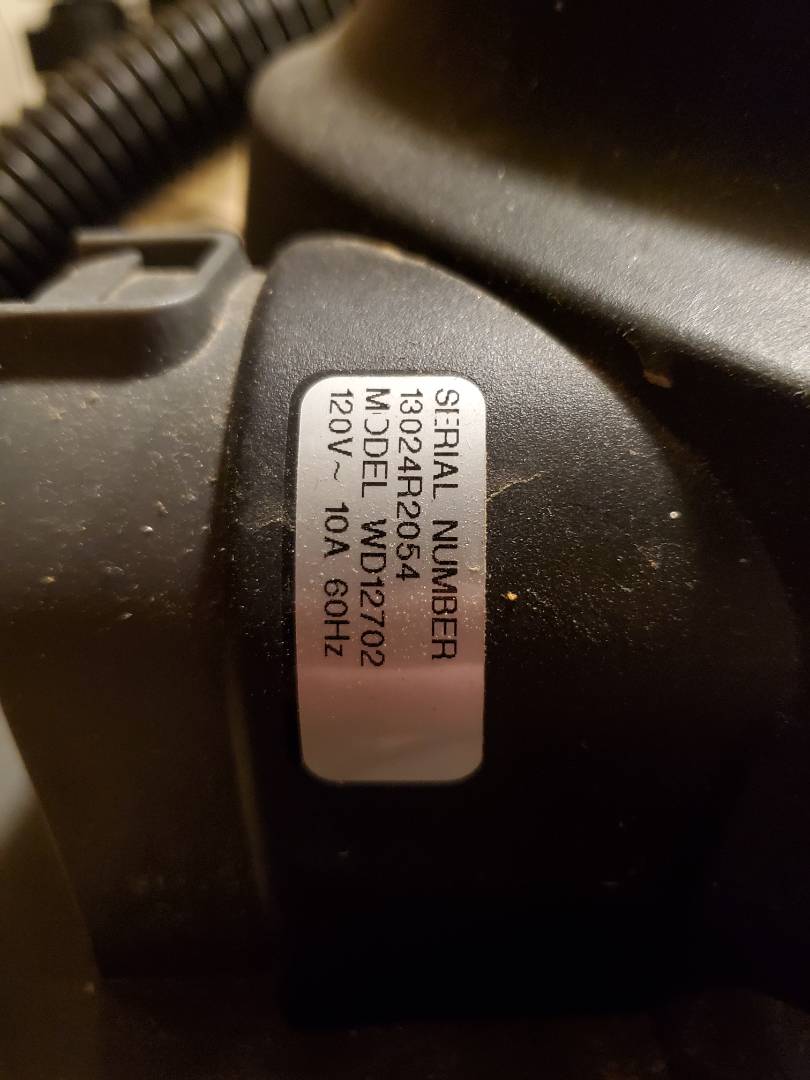 SERIAL NUMBER
13024R2054
MODEL WD12702
120V~ 10A 60Hz